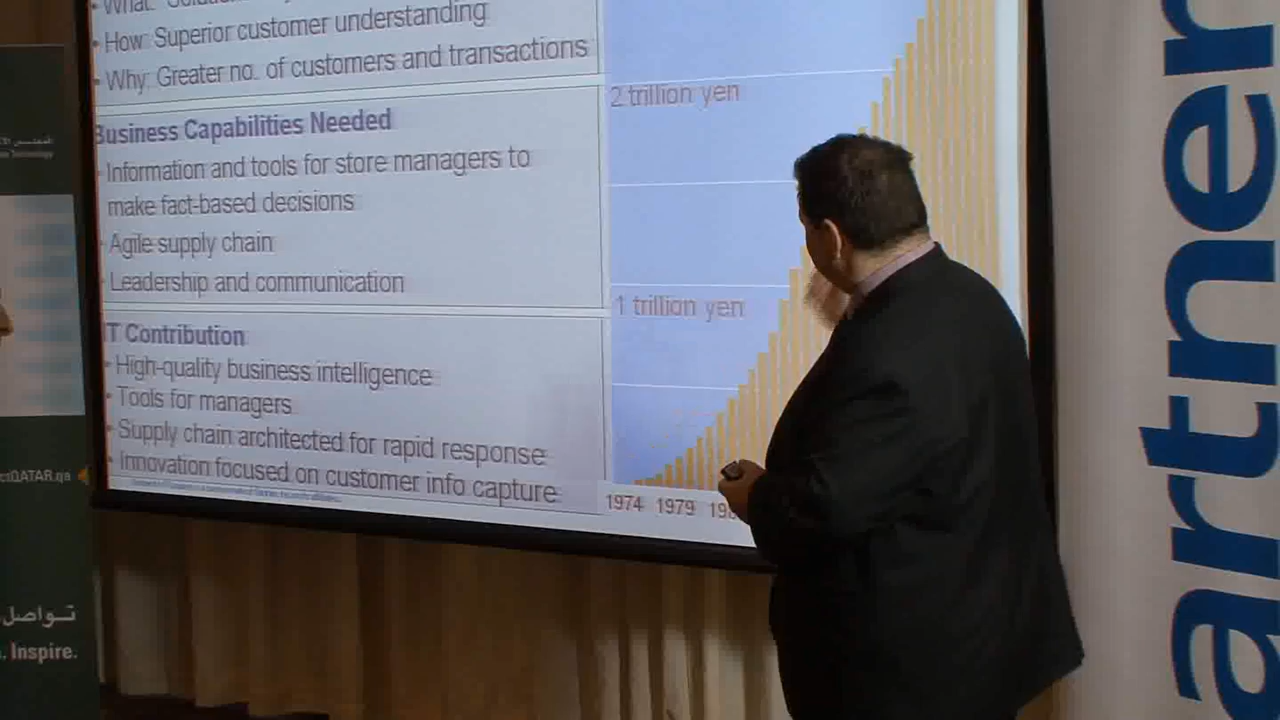 • How: Superior customer understanding
• Why: Greater no. of customers and transactions
Business Capabilities Needed
• Information and tools for store managers to
make fact-based decisions
• Agile supply chain
• Leadership and communication
IT Contribution
• High-quality business intelligence
• Tools for managers
• Supply chain architected for rapid response
• Innovation focused on customer info capture
2 trillion yen
1 trillion yen
1974 1979
artner
ctQATAR.qa
تواصل
. Inspire.